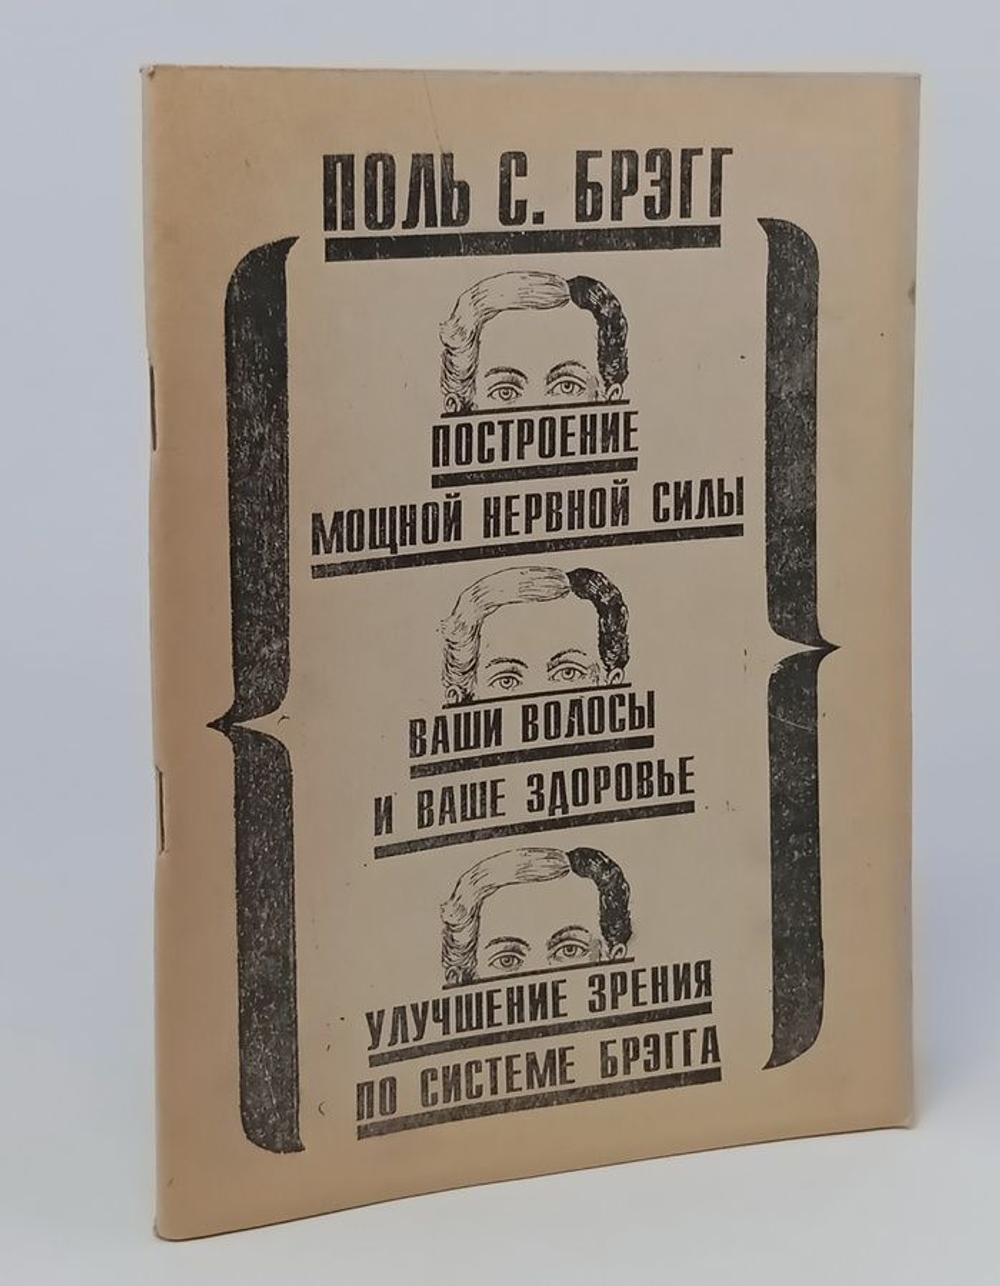 ПОЛЬ С. БРЭГГ
ПОСТРОЕНИЕ
МОЩНОЙ НЕРВНОЙ СИЛЫ
ВАШИ ВОЛОСЫ
И ВАШЕ ЗДОРОВЬЕ
УЛУЧШЕНИЕ ЗРЕНИЯ
ПО СИСТЕМЕ БРЭГГА